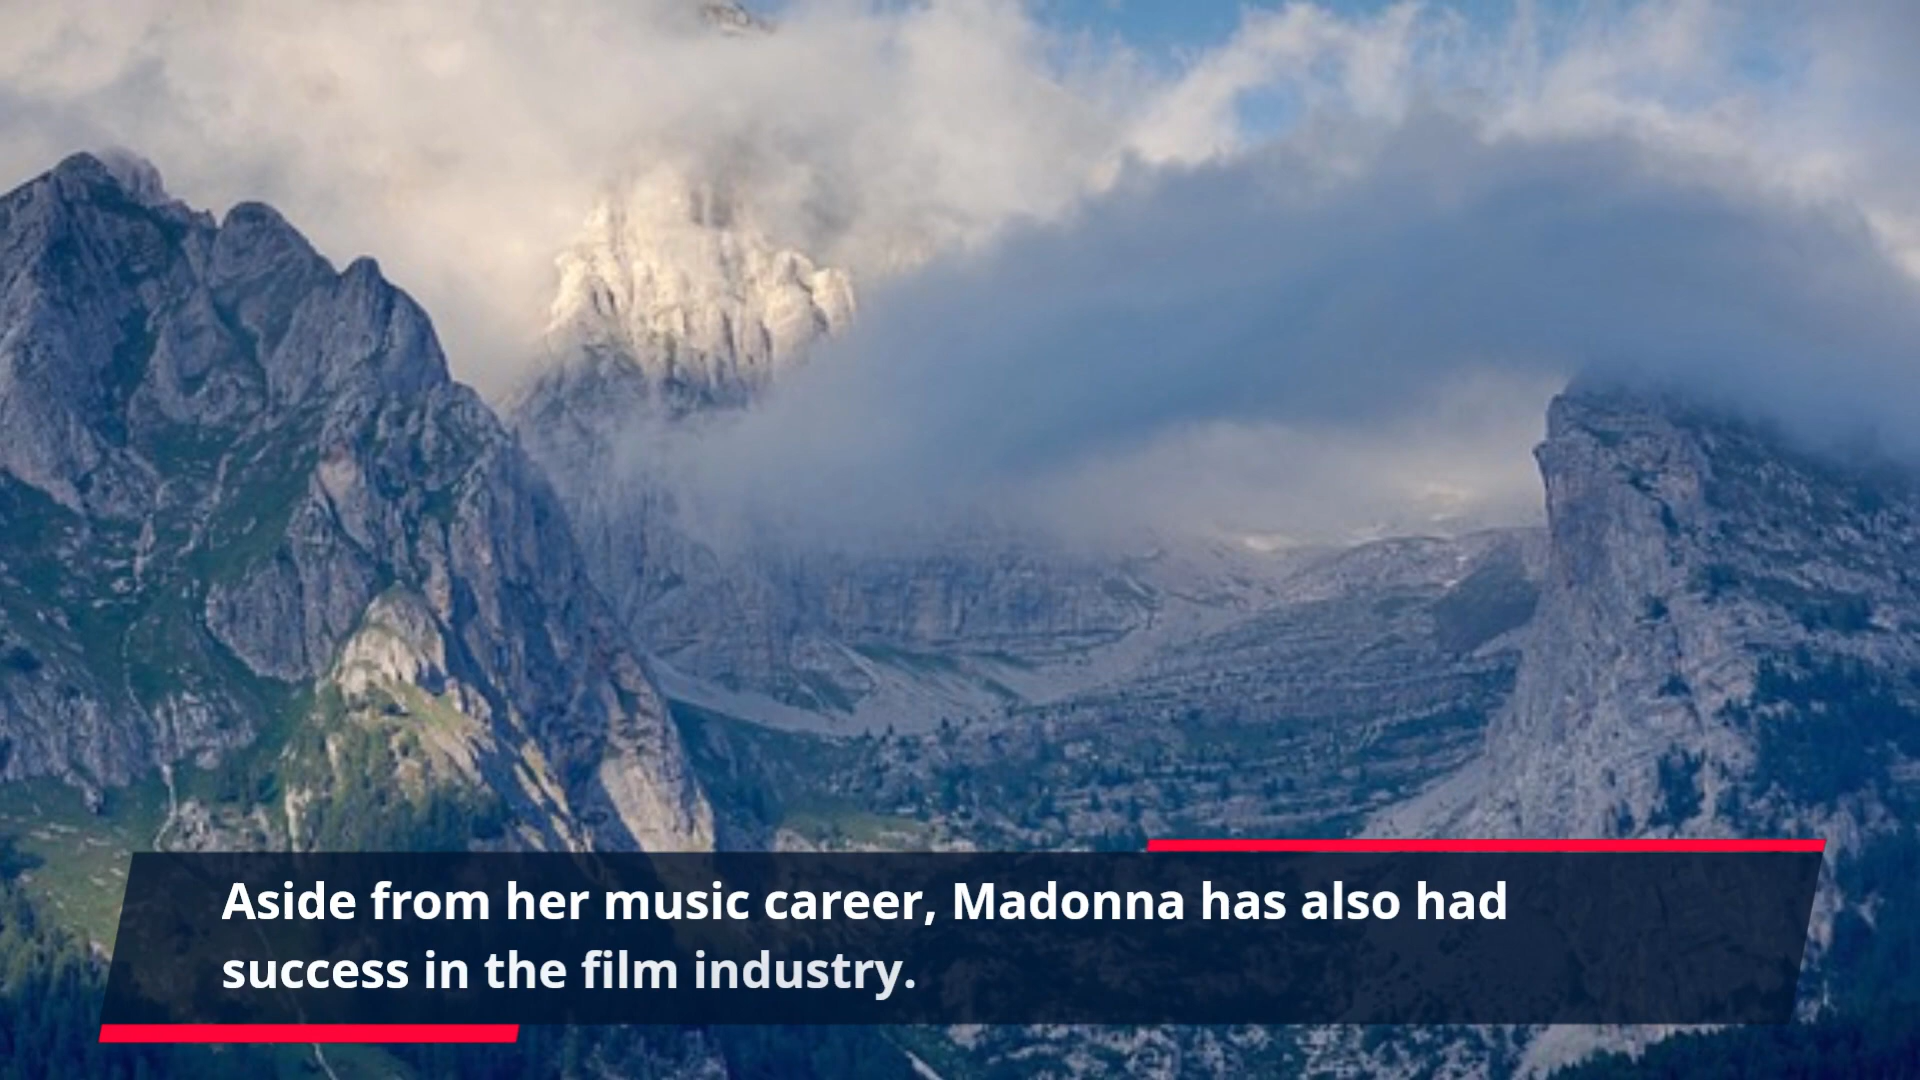 Aside from her music career, Madonna has also had
success in the film industry.